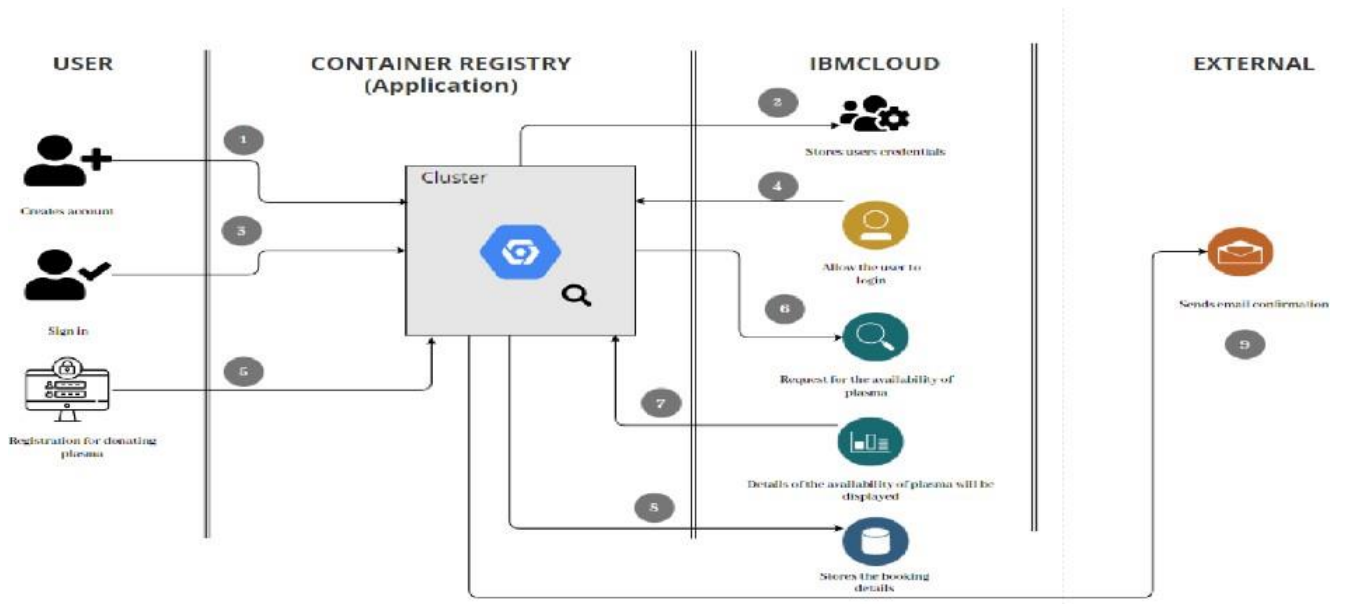 USER
CONTAINER REGISTRY
(Application)
IBMCLOUD
EXTERNAL
1
2
Stores users credentials
Creates account
Cluster
3
4
Allow the user to
login
Sign in
5
6
Request for the availability of
plasma
Registration for donating
plasma
7
Details of the availability of plasma will be
displayed
8
Stores the booking
details
Sends email confirmation
9